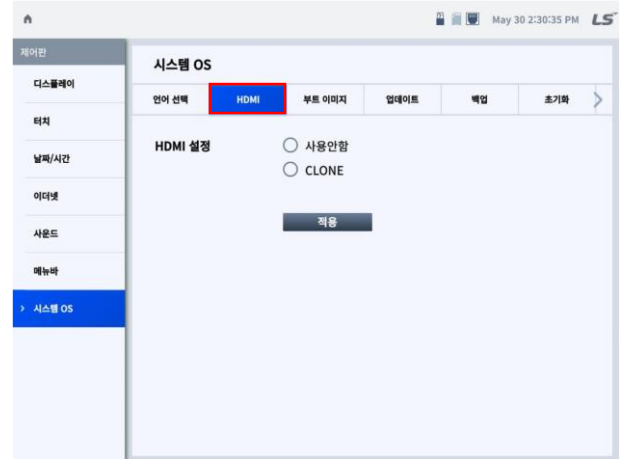 May 30 2:30:35 PM LS
제어판
디스플레이
터치
날짜/시간
이더넷
사운드
메뉴바
> 시스템 OS
시스템 OS
언어 선택 HDMI 부트 이미지 업데이트 백업 초기화 >
HDMI 설정
사용안함
CLONE
적용